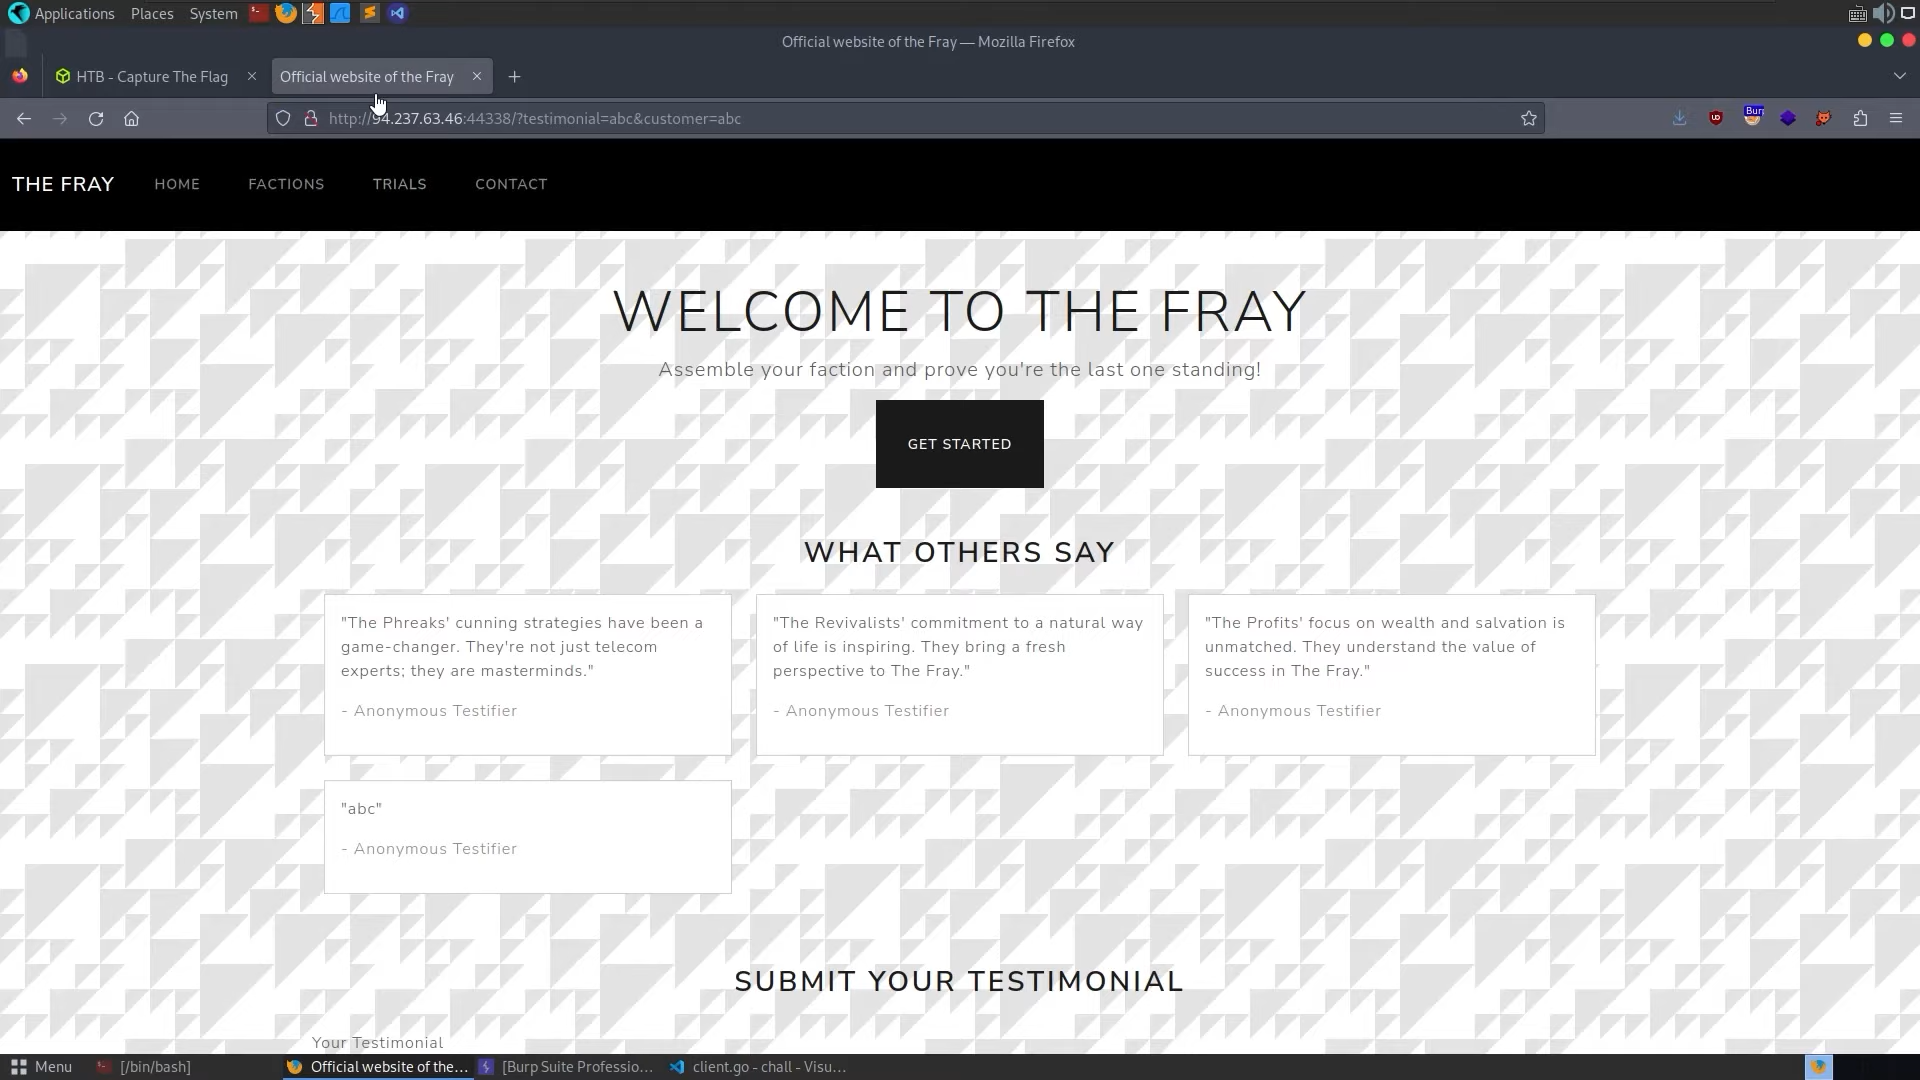 Applications Places System
Official website of the Fray — Mozilla Firefox
HTB - Capture The Flag
Official website of the Fray
http://94.237.63.46:44338/?testimonial=abc&customer=abc
THE FRAY HOME FACTIONS TRIALS CONTACT
WELCOME TO THE FRAY
Assemble your faction and prove you're the last one standing!
GET STARTED
WHAT OTHERS SAY
"The Phreaks' cunning strategies have been a
game-changer. They're not just telecom
experts; they are masterminds."
- Anonymous Testifier
"The Revivalists' commitment to a natural way
of life is inspiring. They bring a fresh
perspective to The Fray."
- Anonymous Testifier
"The Profits' focus on wealth and salvation is
unmatched. They understand the value of
success in The Fray."
- Anonymous Testifier
"abc"
- Anonymous Testifier
SUBMIT YOUR TESTIMONIAL
Your Testimonial
Menu [/bin/bash] Official website of the... [Burp Suite Professio... client.go - chall - Visu...